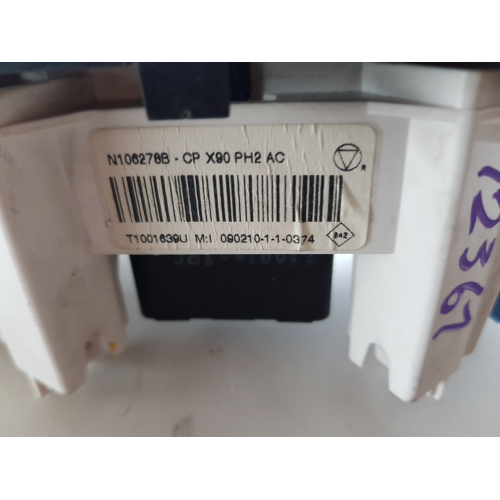 N106276B - CP X90 PH2 AC
R
T1001639U M:I 090210-1-1-0374
842
12367